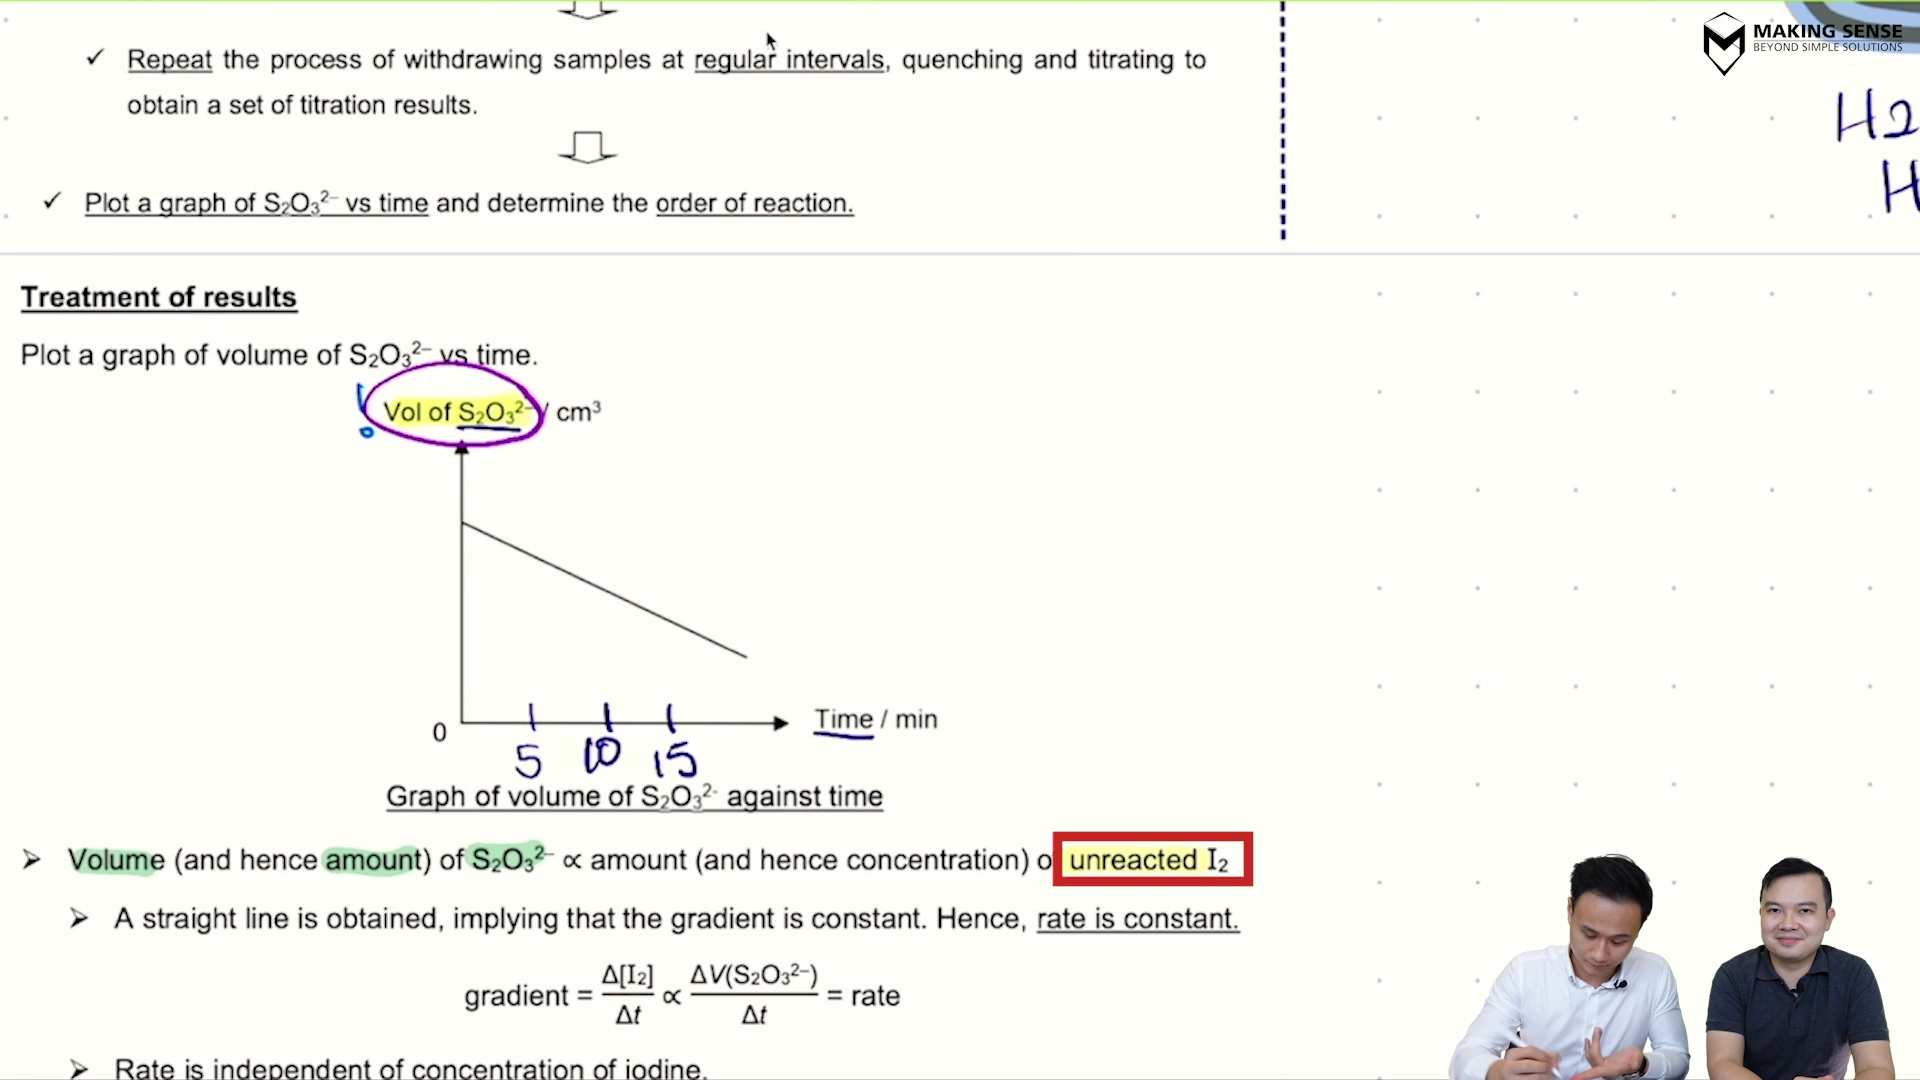 MAKING SENSE
BEYOND SIMPLE SOLUTIONS
✓ Repeat the process of withdrawing samples at regular intervals, quenching and titrating to
obtain a set of titration results.
H2
H
✓ Plot a graph of S₂O₃²⁻ vs time and determine the order of reaction.
Treatment of results
Plot a graph of volume of S₂O₃²⁻ vs time.
! Vol of S₂O₃²⁻ / cm³
0
Time / min
5 10 15
Graph of volume of S₂O₃²⁻ against time
➢ Volume (and hence amount) of S₂O₃²⁻ ∝ amount (and hence concentration) o unreacted I₂
➢ A straight line is obtained, implying that the gradient is constant. Hence, rate is constant.
gradient = Δ[I₂]/Δt ∝ ΔV(S₂O₃²⁻)/Δt = rate
➢ Rate is independent of concentration of iodine.